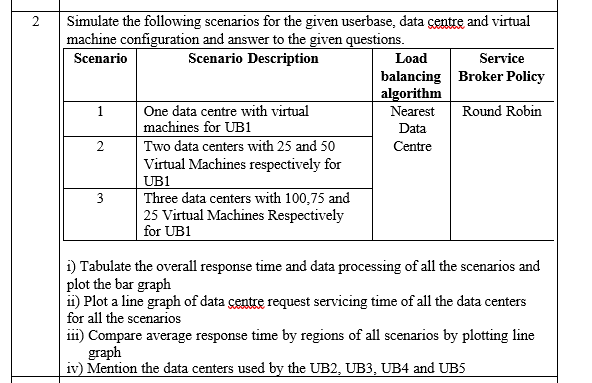 2 Simulate the following scenarios for the given userbase, data centre and virtual
machine configuration and answer to the given questions.
Scenario Scenario Description Load balancing algorithm Service Broker Policy
1 One data centre with virtual machines for UB1 Nearest Data Centre Round Robin
2 Two data centers with 25 and 50 Virtual Machines respectively for UB1
3 Three data centers with 100,75 and 25 Virtual Machines Respectively for UB1
i) Tabulate the overall response time and data processing of all the scenarios and
plot the bar graph
ii) Plot a line graph of data centre request servicing time of all the data centers
for all the scenarios
iii) Compare average response time by regions of all scenarios by plotting line
graph
iv) Mention the data centers used by the UB2, UB3, UB4 and UB5